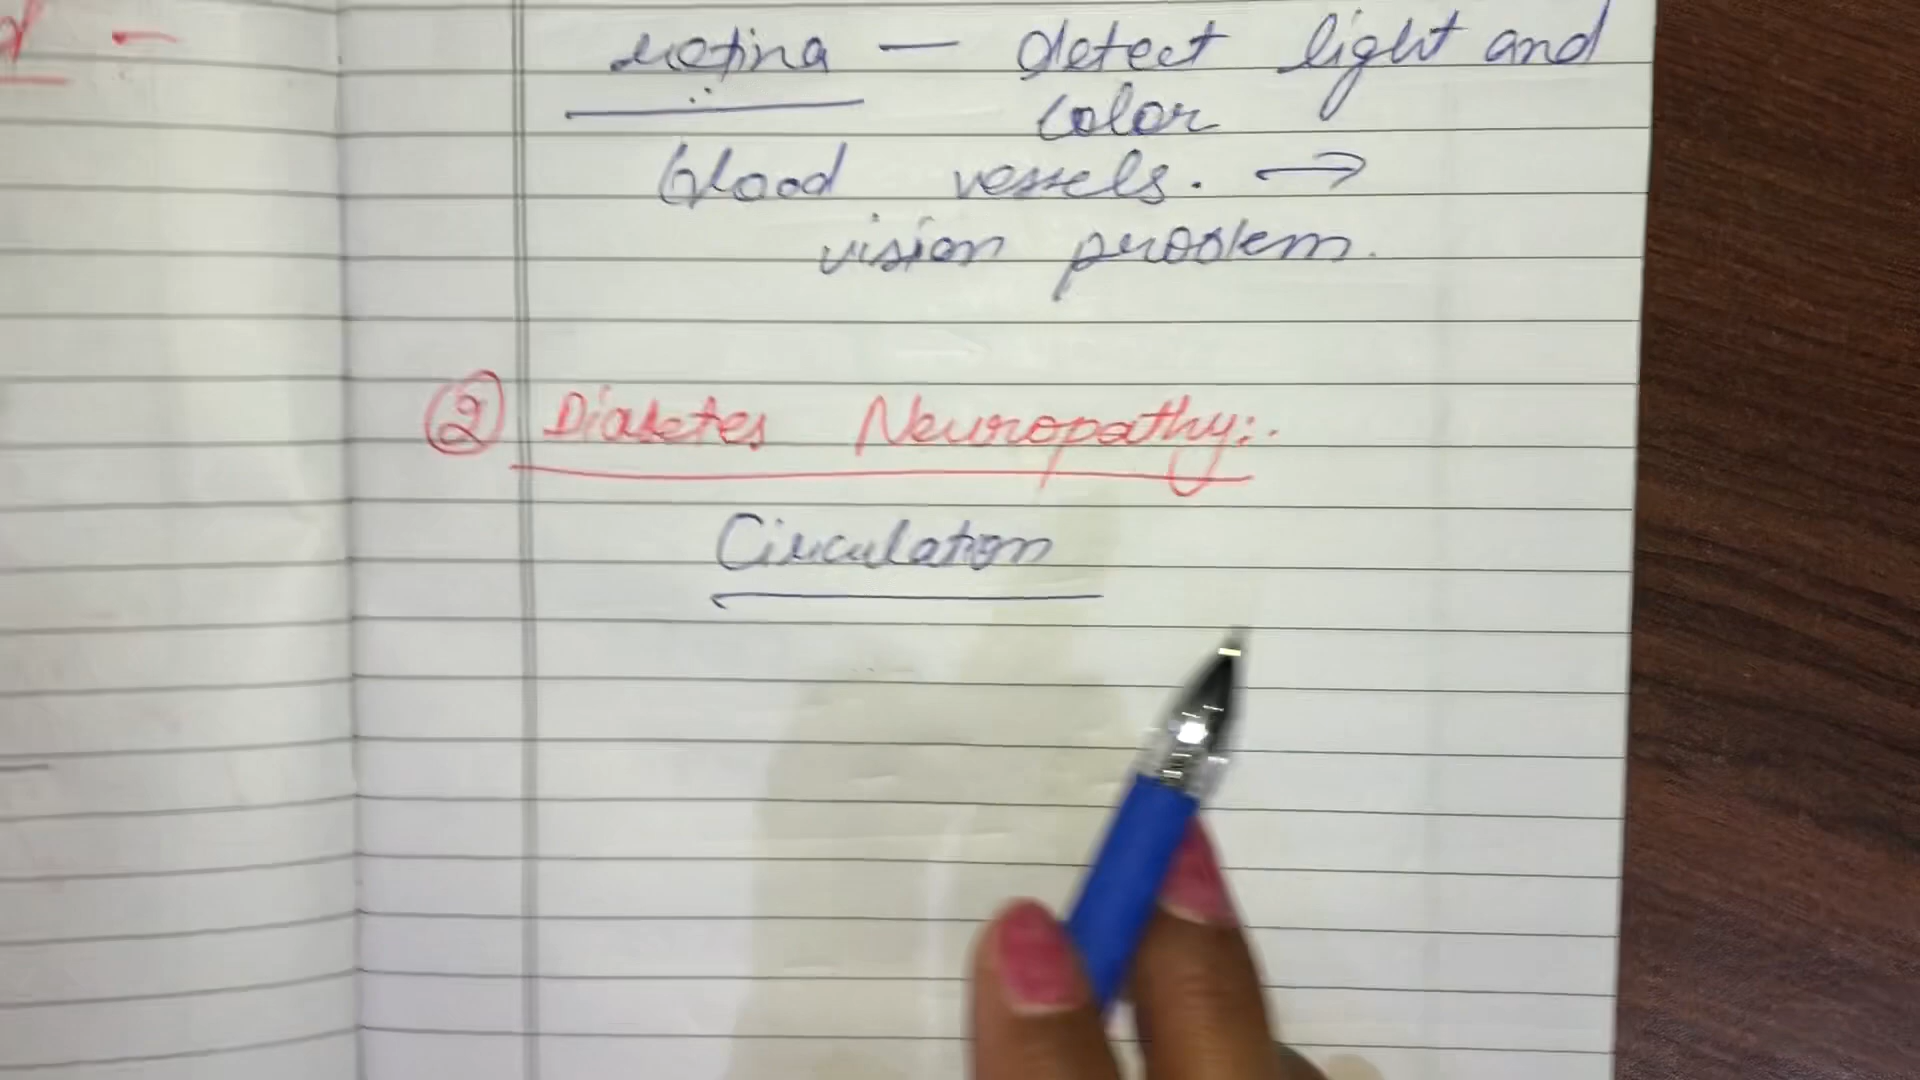 retina — detect light and
color
blood vessels. →
vision problem.
② Diabetes Neuropathy:.
Circulation